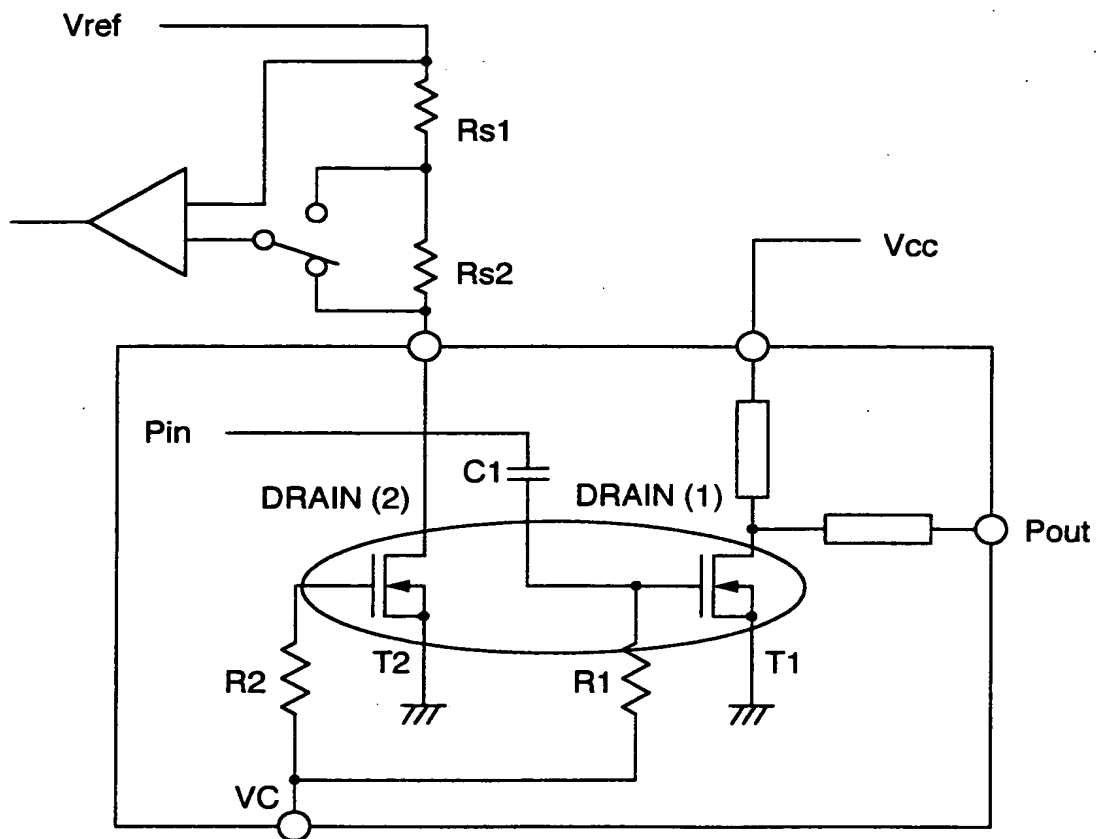 Vref
Rs1
Rs2
Vcc
Pin
C1
DRAIN (2)
DRAIN (1)
Pout
T2
T1
R2
R1
VC